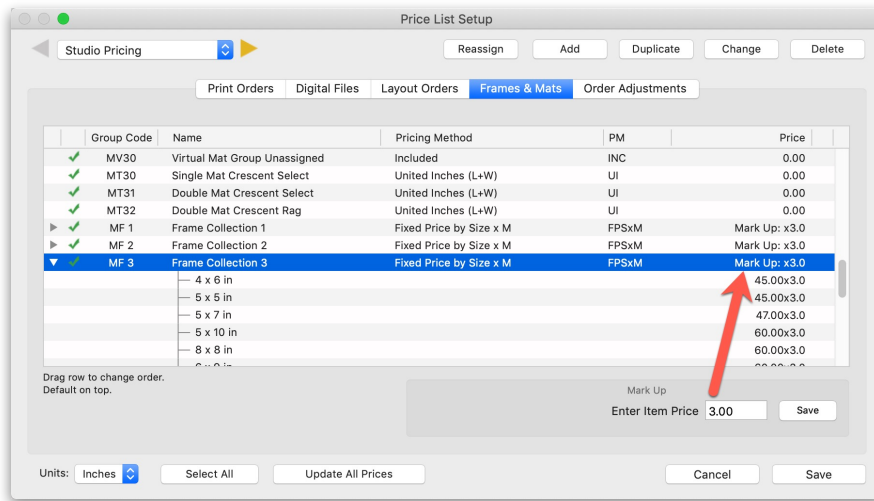 Price List Setup
Studio Pricing Reassign Add Duplicate Change Delete
Print Orders Digital Files Layout Orders Frames & Mats Order Adjustments
Group Code Name Pricing Method PM Price
MV30 Virtual Mat Group Unassigned Included INC 0.00
MT30 Single Mat Crescent Select United Inches (L+W) UI 0.00
MT31 Double Mat Crescent Select United Inches (L+W) UI 0.00
MT32 Double Mat Crescent Rag United Inches (L+W) UI 0.00
MF 1 Frame Collection 1 Fixed Price by Size x M FPSxM Mark Up: x3.0
MF 2 Frame Collection 2 Fixed Price by Size x M FPSxM Mark Up: x3.0
MF 3 Frame Collection 3 Fixed Price by Size x M FPSxM Mark Up: x3.0
4 x 6 in 45.00x3.0
5 x 5 in 45.00x3.0
5 x 7 in 47.00x3.0
5 x 10 in 60.00x3.0
8 x 8 in 60.00x3.0
Drag row to change order.
Default on top.
Mark Up
Enter Item Price 3.00 Save
Units: Inches Select All Update All Prices Cancel Save